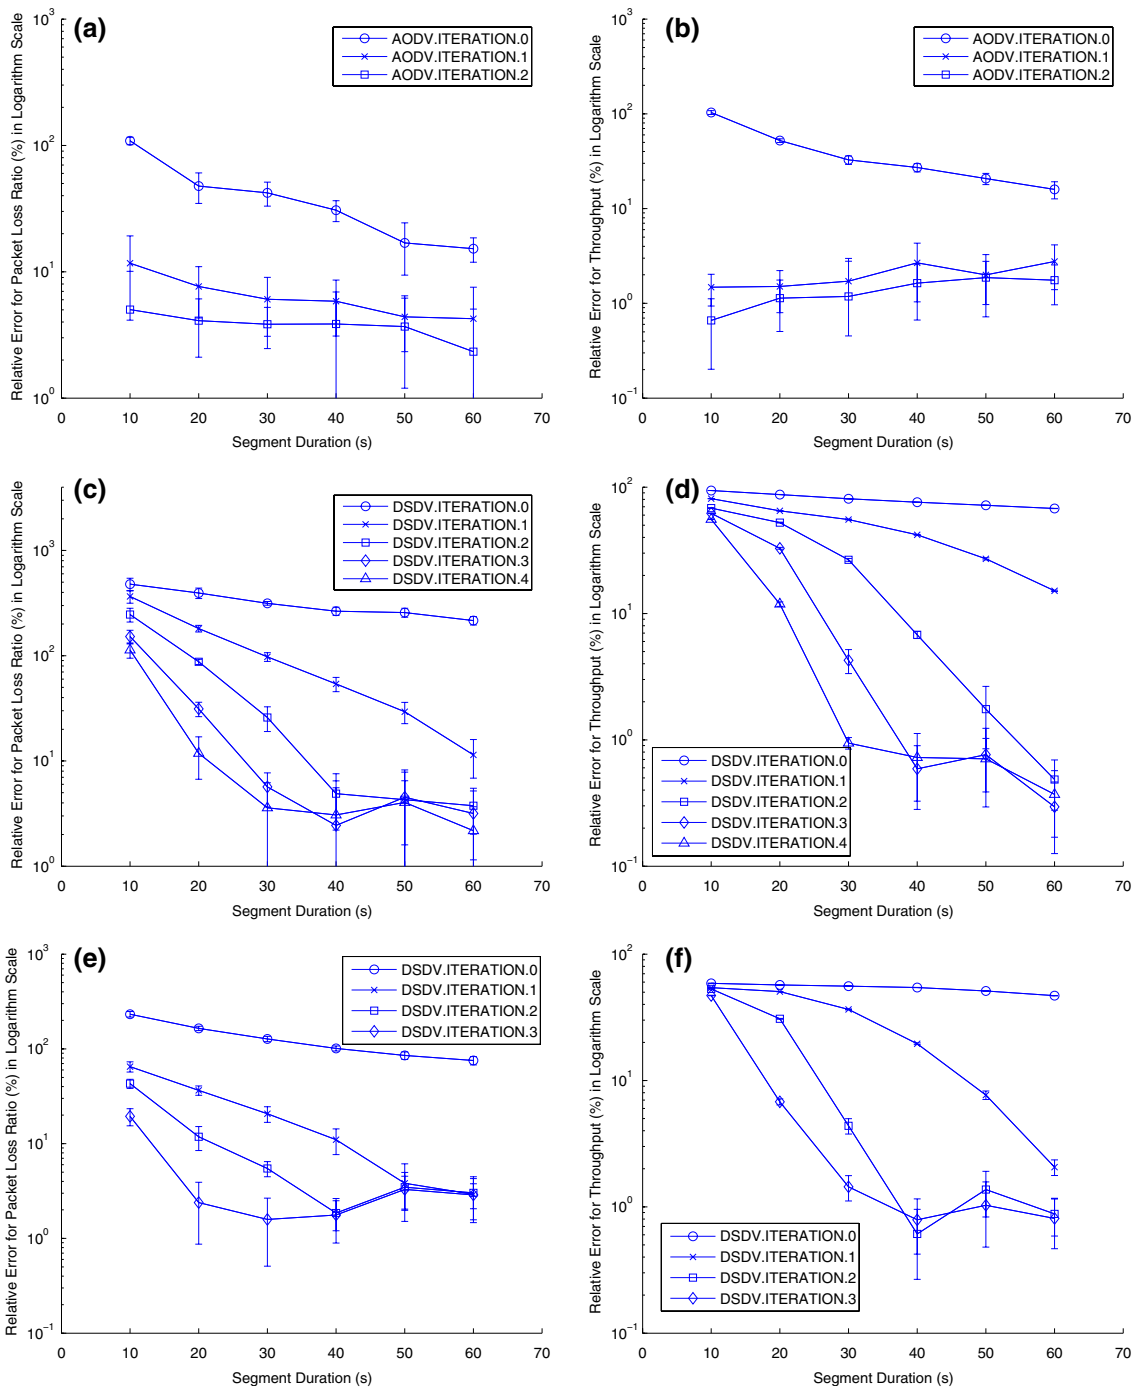 (a)
10^3
10^2
10^1
10^0
0 10 20 30 40 50 60 70
Segment Duration (s)
Relative Error for Packet Loss Ratio (%) in Logarithm Scale
AODV.ITERATION.0
AODV.ITERATION.1
AODV.ITERATION.2
(b)
10^3
10^2
10^1
10^0
10^-1
0 10 20 30 40 50 60 70
Segment Duration (s)
Relative Error for Throughput (%) in Logarithm Scale
AODV.ITERATION.0
AODV.ITERATION.1
AODV.ITERATION.2
(c)
10^3
10^2
10^1
10^0
0 10 20 30 40 50 60 70
Segment Duration (s)
Relative Error for Packet Loss Ratio (%) in Logarithm Scale
DSDV.ITERATION.0
DSDV.ITERATION.1
DSDV.ITERATION.2
DSDV.ITERATION.3
DSDV.ITERATION.4
(d)
10^2
10^1
10^0
10^-1
0 10 20 30 40 50 60 70
Segment Duration (s)
Relative Error for Throughput (%) in Logarithm Scale
DSDV.ITERATION.0
DSDV.ITERATION.1
DSDV.ITERATION.2
DSDV.ITERATION.3
DSDV.ITERATION.4
(e)
10^3
10^2
10^1
10^0
10^-1
0 10 20 30 40 50 60 70
Segment Duration (s)
Relative Error for Packet Loss Ratio (%) in Logarithm Scale
DSDV.ITERATION.0
DSDV.ITERATION.1
DSDV.ITERATION.2
DSDV.ITERATION.3
(f)
10^2
10^1
10^0
10^-1
0 10 20 30 40 50 60 70
Segment Duration (s)
Relative Error for Throughput (%) in Logarithm Scale
DSDV.ITERATION.0
DSDV.ITERATION.1
DSDV.ITERATION.2
DSDV.ITERATION.3